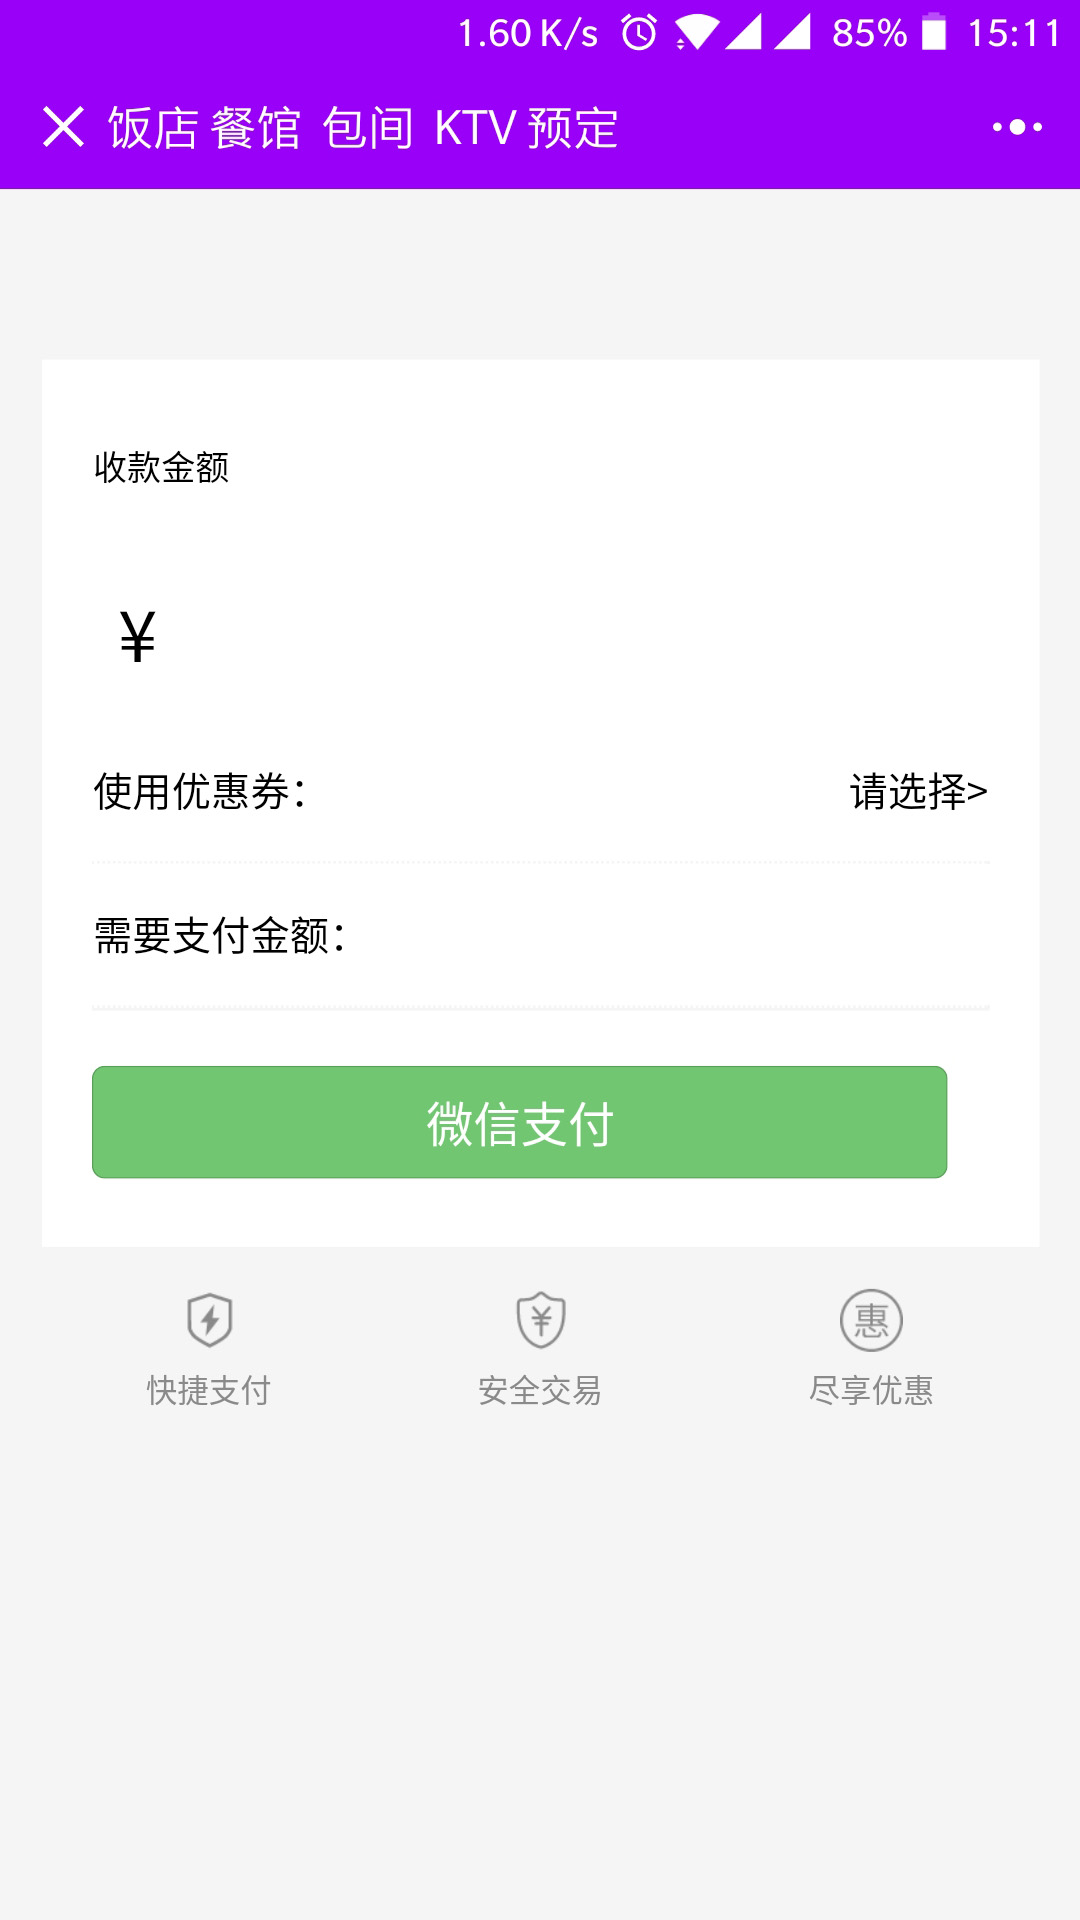 1.60 K/s 85% 15:11
饭店 餐馆 包间 KTV 预定
收款金额
¥
使用优惠券： 请选择>
需要支付金额：
微信支付
¥ 惠
快捷支付 安全交易 尽享优惠